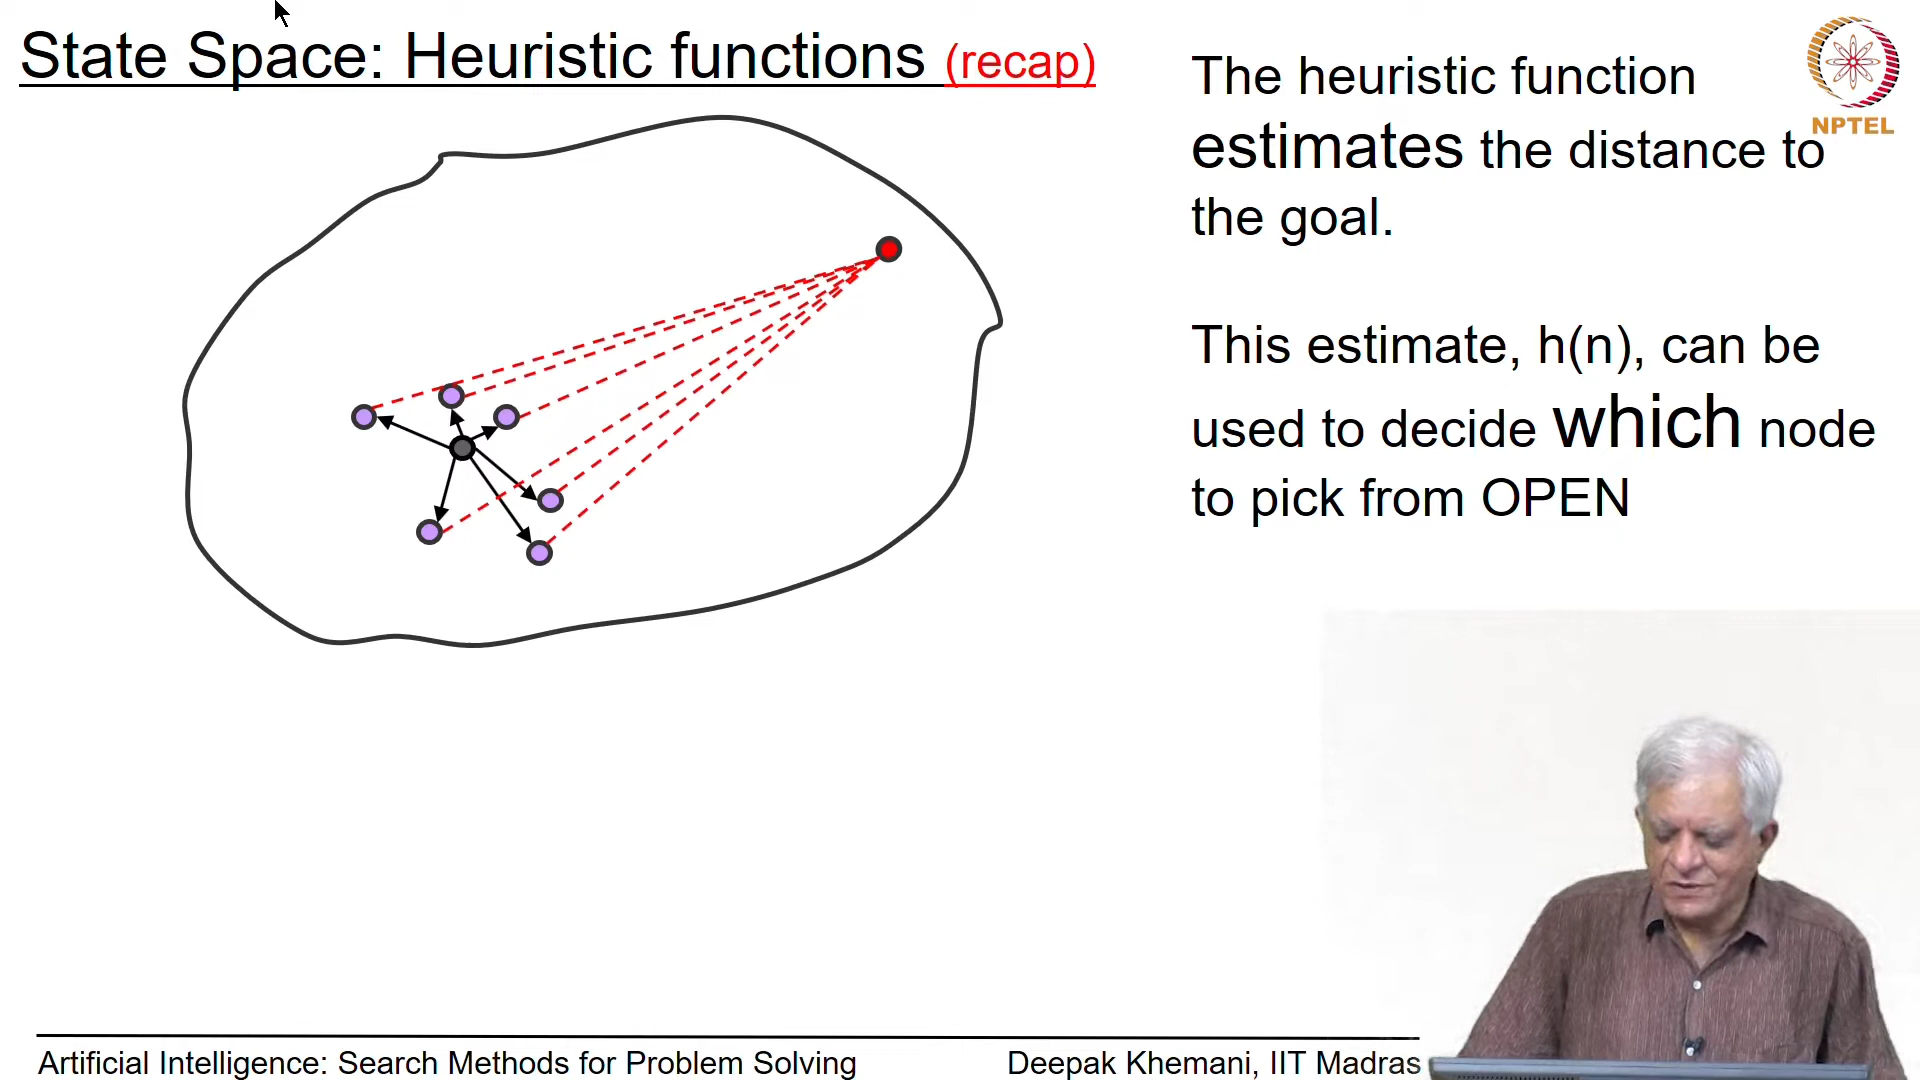 State Space: Heuristic functions (recap)
The heuristic function
estimates the distance to
the goal.
This estimate, h(n), can be
used to decide which node
to pick from OPEN
NPTEL
Artificial Intelligence: Search Methods for Problem Solving
Deepak Khemani, IIT Madras